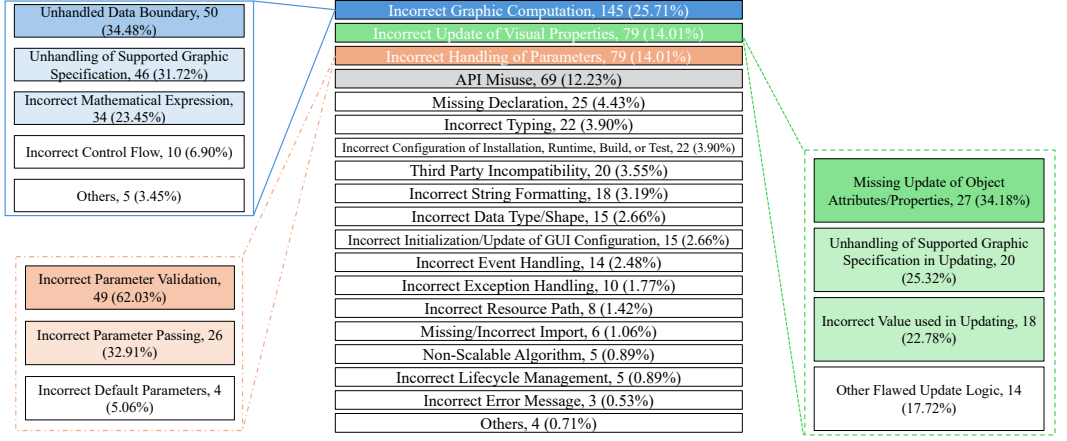 Unhandled Data Boundary, 50
(34.48%)
Unhandling of Supported Graphic
Specification, 46 (31.72%)
Incorrect Mathematical Expression,
34 (23.45%)
Incorrect Control Flow, 10 (6.90%)
Others, 5 (3.45%)
Incorrect Parameter Validation,
49 (62.03%)
Incorrect Parameter Passing, 26
(32.91%)
Incorrect Default Parameters, 4
(5.06%)
Incorrect Graphic Computation, 145 (25.71%)
Incorrect Update of Visual Properties, 79 (14.01%)
Incorrect Handling of Parameters, 79 (14.01%)
API Misuse, 69 (12.23%)
Missing Declaration, 25 (4.43%)
Incorrect Typing, 22 (3.90%)
Incorrect Configuration of Installation, Runtime, Build, or Test, 22 (3.90%)
Third Party Incompatibility, 20 (3.55%)
Incorrect String Formatting, 18 (3.19%)
Incorrect Data Type/Shape, 15 (2.66%)
Incorrect Initialization/Update of GUI Configuration, 15 (2.66%)
Incorrect Event Handling, 14 (2.48%)
Incorrect Exception Handling, 10 (1.77%)
Incorrect Resource Path, 8 (1.42%)
Missing/Incorrect Import, 6 (1.06%)
Non-Scalable Algorithm, 5 (0.89%)
Incorrect Lifecycle Management, 5 (0.89%)
Incorrect Error Message, 3 (0.53%)
Others, 4 (0.71%)
Missing Update of Object
Attributes/Properties, 27 (34.18%)
Unhandling of Supported Graphic
Specification in Updating, 20
(25.32%)
Incorrect Value used in Updating, 18
(22.78%)
Other Flawed Update Logic, 14
(17.72%)